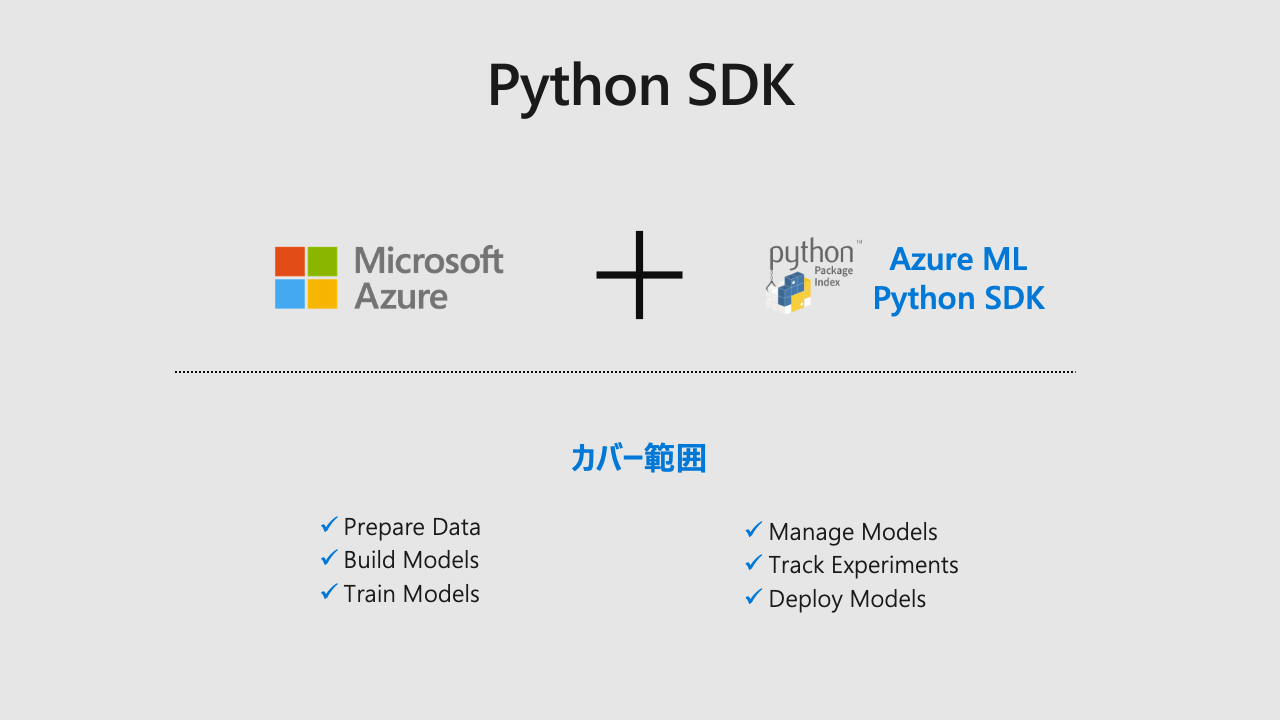 Python SDK
Microsoft
Azure
python™
Package
Index
Azure ML
Python SDK
カバー範囲
✓ Prepare Data
✓ Build Models
✓ Train Models
✓ Manage Models
✓ Track Experiments
✓ Deploy Models